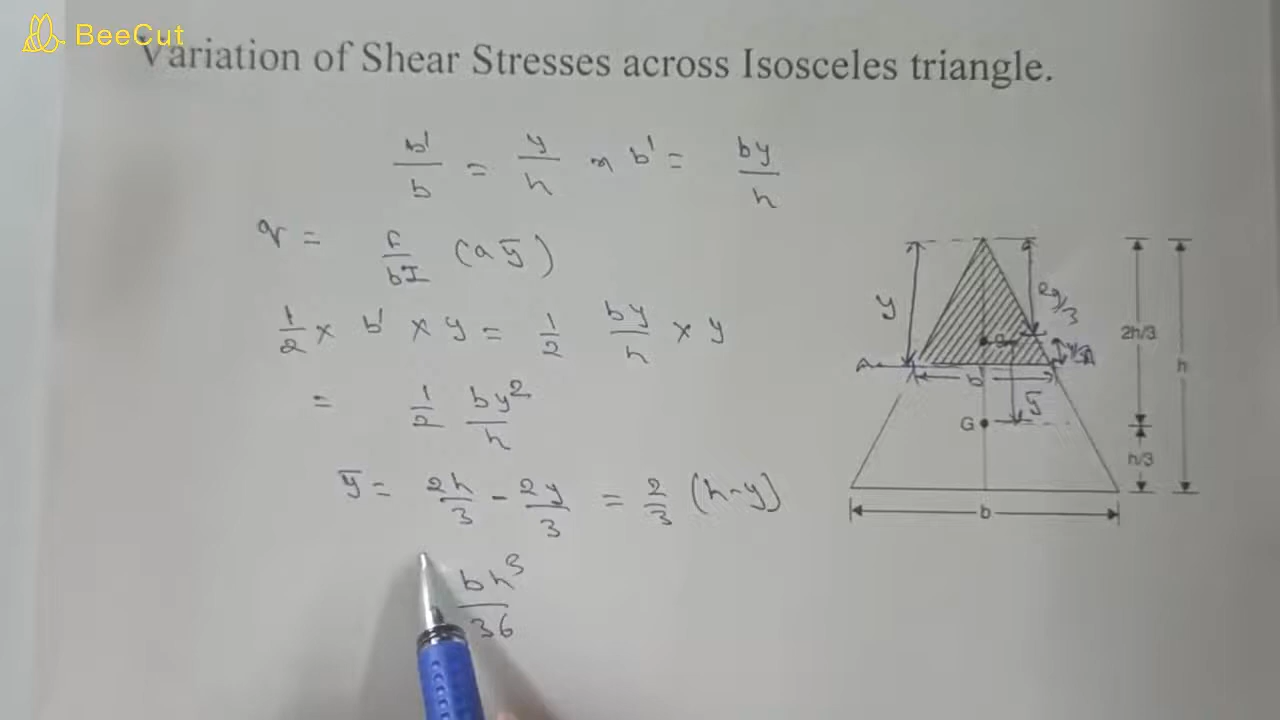 BeeCut
Variation of Shear Stresses across Isosceles triangle.
b'/b = y/h b' = by/h
q = F/bI (a ȳ)
1/2 × b' × y = 1/2 by/h × y
= 1/2 by²/h
ȳ = 2h/3 - 2y/3 = 2/3 (h-y)
bh³/36
y
2y/3
2h/3
h
A
b'
ȳ
G
h/3
b